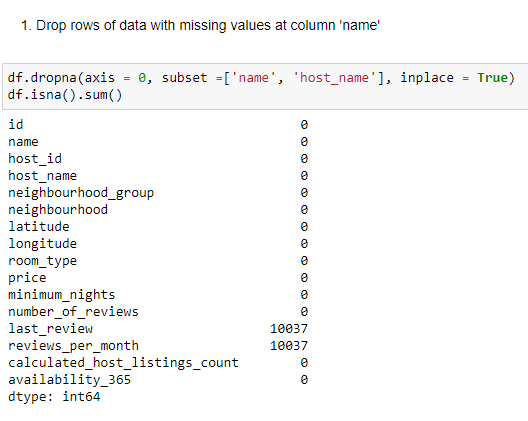 1. Drop rows of data with missing values at column 'name'
df.dropna(axis = 0, subset =['name', 'host_name'], inplace = True)
df.isna().sum()
id 0
name 0
host_id 0
host_name 0
neighbourhood_group 0
neighbourhood 0
latitude 0
longitude 0
room_type 0
price 0
minimum_nights 0
number_of_reviews 0
last_review 10037
reviews_per_month 10037
calculated_host_listings_count 0
availability_365 0
dtype: int64